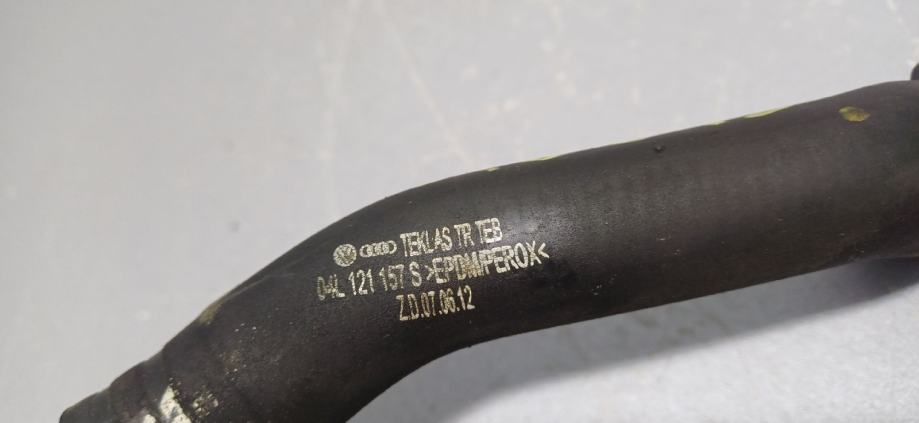 TEKLAS TR TEB
04L 121 157 S >EPDM/PEROX<
Z.D.07.06.12